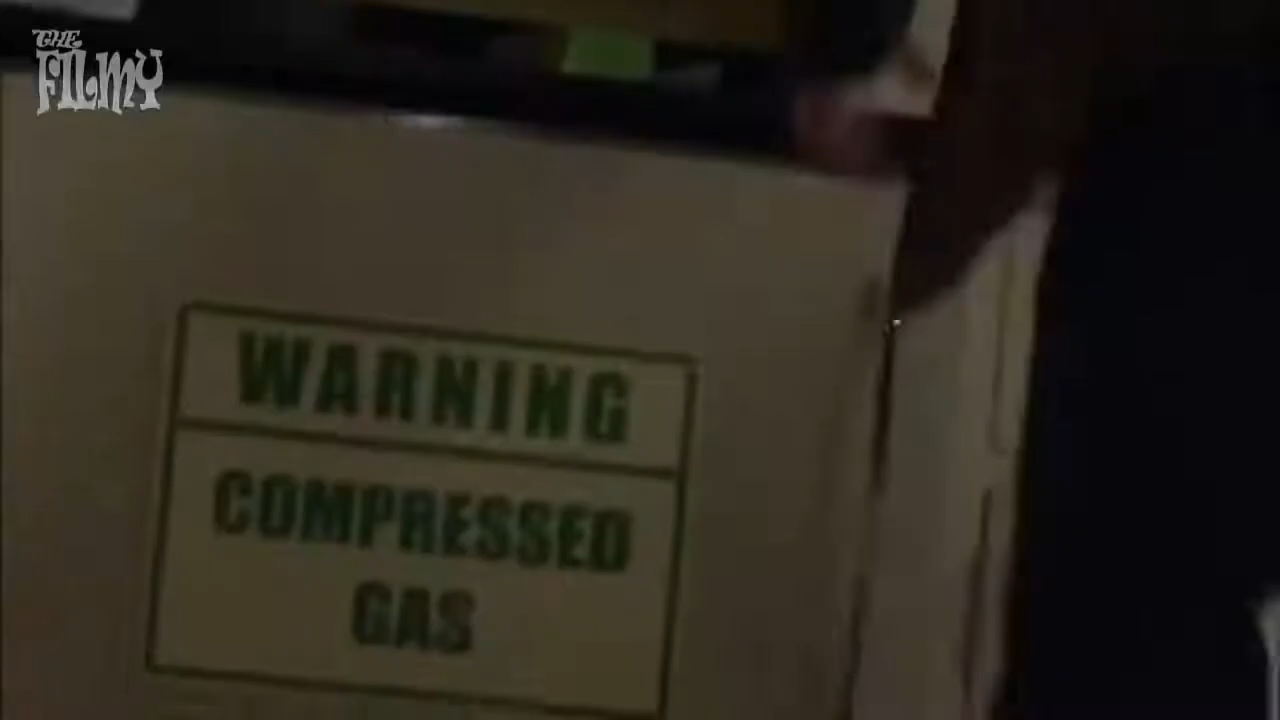 THE
FILMY
WARNING
COMPRESSED
GAS